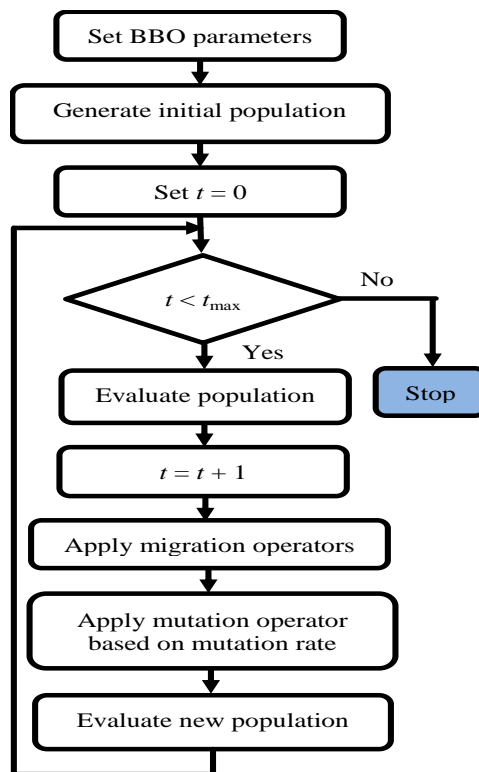 Set BBO parameters
Generate initial population
Set t = 0
t < tmax
No
Yes
Evaluate population
Stop
t = t + 1
Apply migration operators
Apply mutation operator
based on mutation rate
Evaluate new population